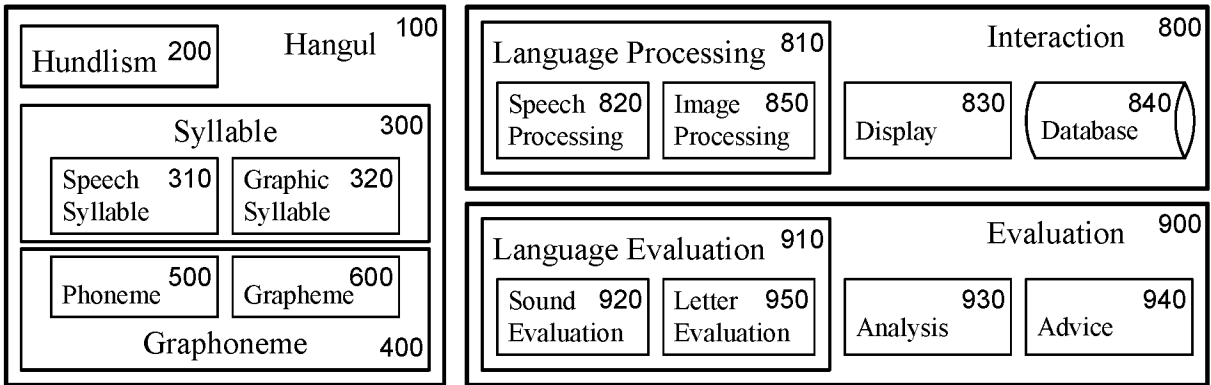 Hangul 100
Hundlism 200
Syllable 300
Speech 310
Syllable
Graphic 320
Syllable
Phoneme 500
Grapheme 600
Graphoneme 400
Interaction 800
Language Processing 810
Speech 820
Processing
Image 850
Processing
Display 830
Database 840
Evaluation 900
Language Evaluation 910
Sound 920
Evaluation
Letter 950
Evaluation
Analysis 930
Advice 940